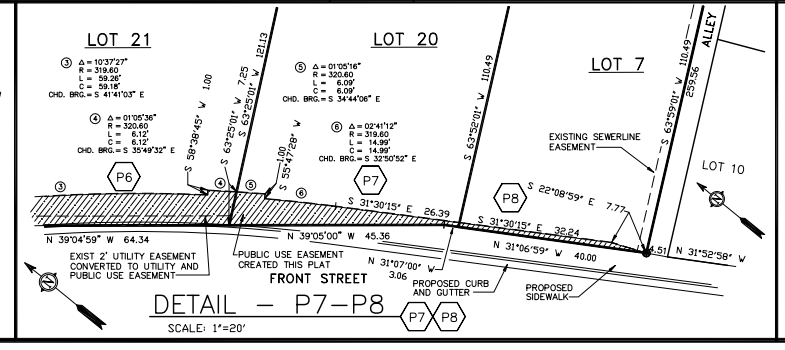 LOT 21
③ Δ = 10°37'27"
R = 319.60
L = 59.26'
C = 59.18'
CHD. BRG.= S 41°41'03" E
④ Δ = 01°05'36"
R = 320.60
L = 6.12'
C = 6.12'
CHD. BRG.= S 35°49'32" E
S 58°38'45" W 1.00
S 63°25'01" W 7.25
S 63°25'01" W 121.13
LOT 20
⑤ Δ = 01°05'16"
R = 320.60
L = 6.09'
C = 6.09'
CHD. BRG.= S 34°44'06" E
⑥ Δ = 02°41'12"
R = 319.60
L = 14.99'
C = 14.99'
CHD. BRG.= S 32°50'52" E
S 55°47'28" W 1.00
S 63°52'01" W 110.49
LOT 7
EXISTING SEWERLINE
EASEMENT
S 63°59'01" W 110.49
259.56
ALLEY
LOT 10
P6
P7
P8
③
④
⑤
⑥
S 31°30'15" E 26.39
S 31°30'15" E 32.24
S 22°08'59" E 7.77
4.51
N 31°52'58" W
N 39°04'59" W 64.34
N 39°05'00" W 45.36
N 31°07'00" W
3.06
N 31°06'59" W 40.00
EXIST 2' UTILITY EASEMENT
CONVERTED TO UTILITY AND
PUBLIC USE EASEMENT
PUBLIC USE EASEMENT
CREATED THIS PLAT
FRONT STREET
PROPOSED CURB
AND GUTTER
PROPOSED
SIDEWALK
N
N
DETAIL - P7-P8
P7
P8
SCALE: 1"=20'